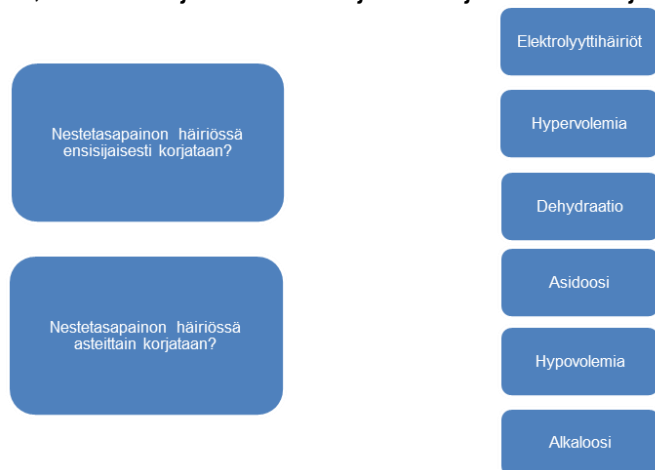 Nestetasapainon häiriössä
ensisijaisesti korjataan?
Nestetasapainon häiriössä
asteittain korjataan?
Elektrolyyttihäiriöt
Hypervolemia
Dehydraatio
Asidoosi
Hypovolemia
Alkaloosi